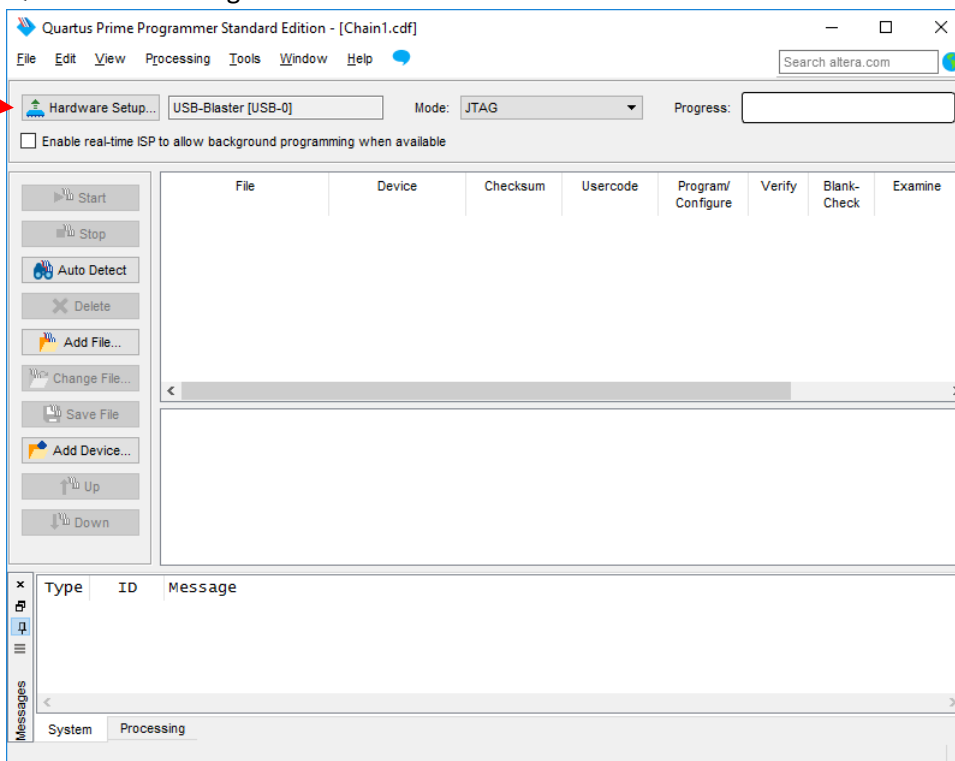 Quartus Prime Programmer Standard Edition - [Chain1.cdf]
File Edit View Processing Tools Window Help
Search altera.com
Hardware Setup... USB-Blaster [USB-0] Mode: JTAG Progress:
Enable real-time ISP to allow background programming when available
File Device Checksum Usercode Program/ Configure Verify Blank- Check Examine
Start
Stop
Auto Detect
Delete
Add File...
Change File...
Save File
Add Device...
Up
Down
Type ID Message
Messages
System Processing